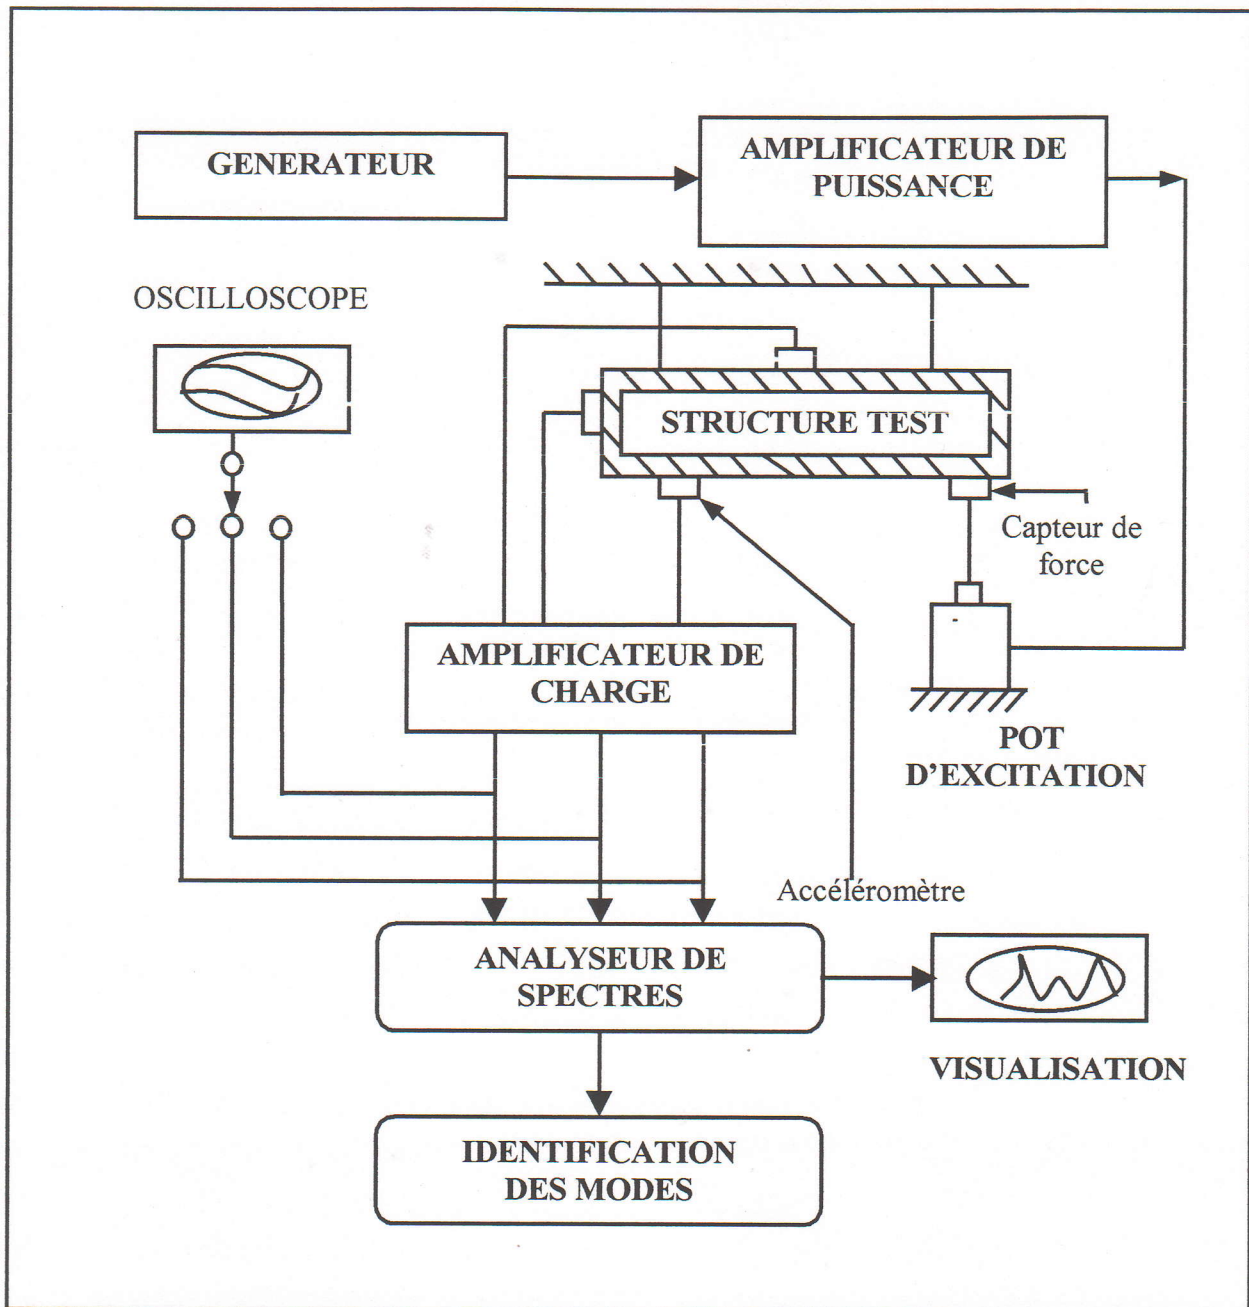 GENERATEUR
AMPLIFICATEUR DE
PUISSANCE
OSCILLOSCOPE
STRUCTURE TEST
Capteur de
force
AMPLIFICATEUR DE
CHARGE
POT
D’EXCITATION
Accéléromètre
ANALYSEUR DE
SPECTRES
VISUALISATION
IDENTIFICATION
DES MODES